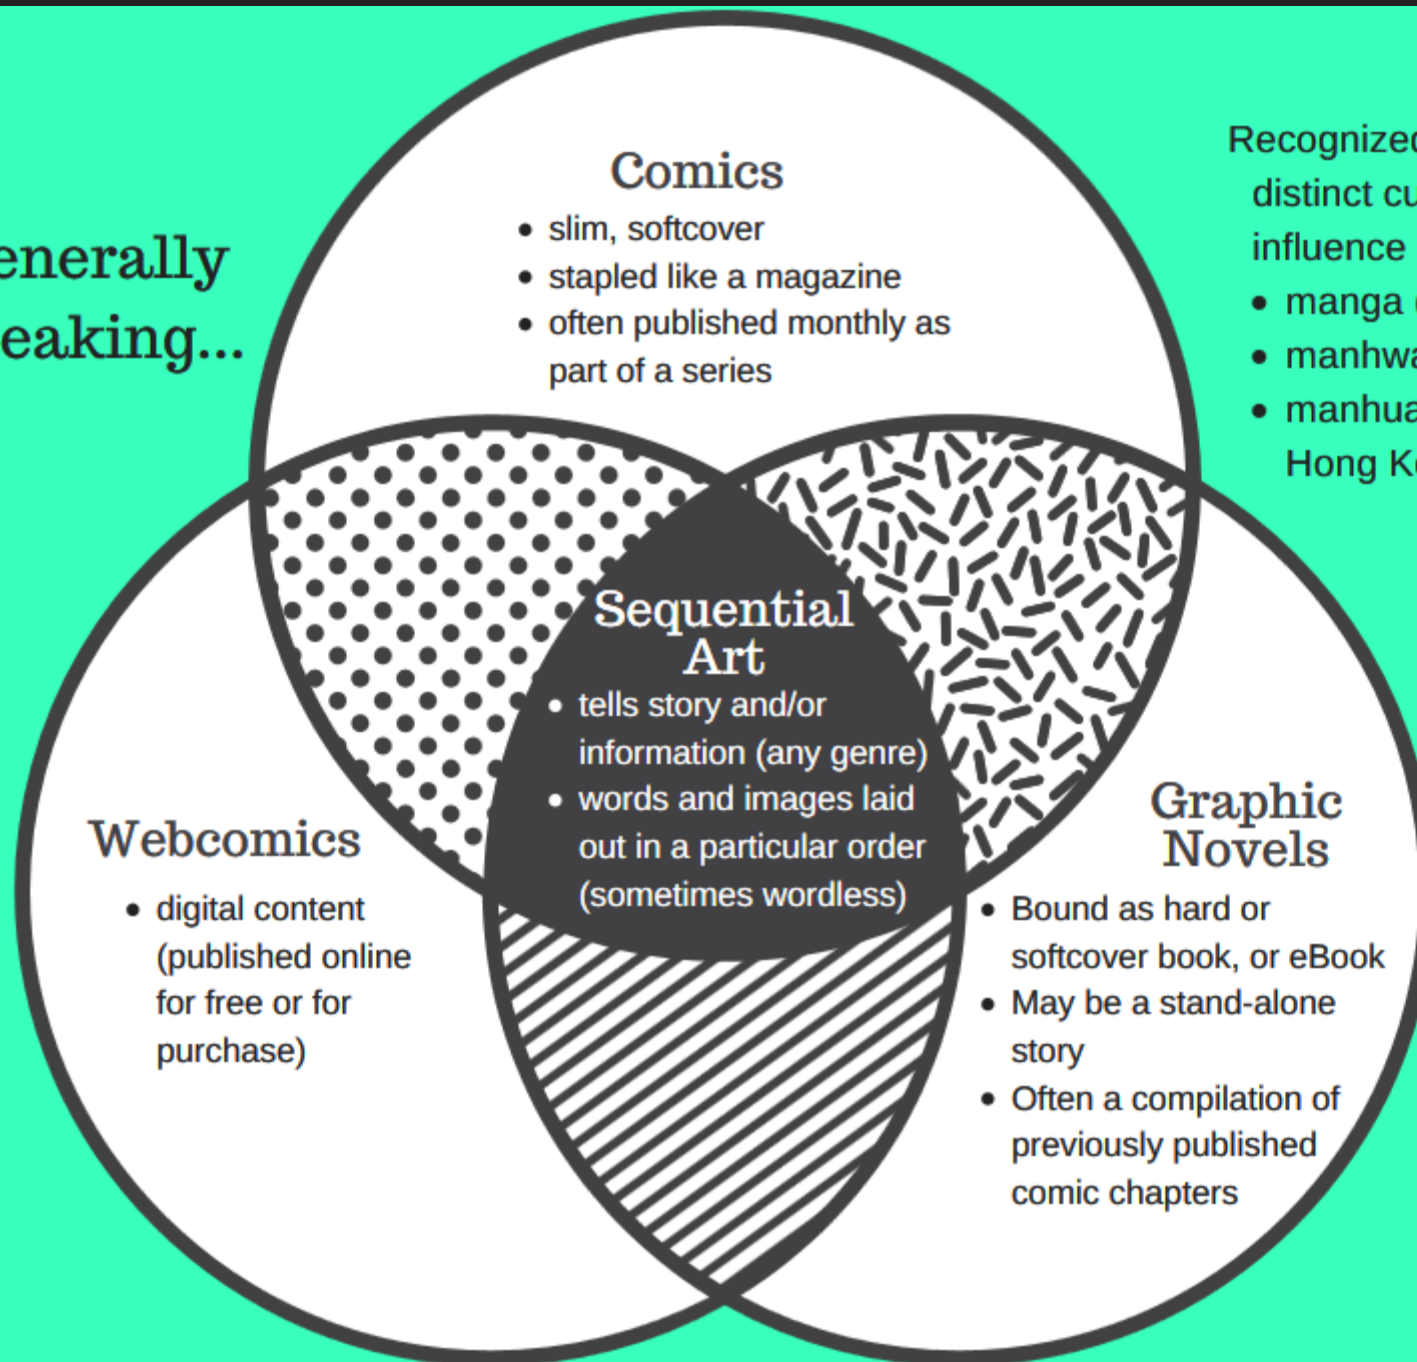 Comics
• slim, softcover
• stapled like a magazine
• often published monthly as
part of a series
enerally
eaking...
Recognized
distinct cu
influence
• manga
• manhwa
• manhua
Hong K
Sequential
Art
• tells story and/or
information (any genre)
• words and images laid
out in a particular order
(sometimes wordless)
Webcomics
• digital content
(published online
for free or for
purchase)
Graphic
Novels
• Bound as hard or
softcover book, or eBook
• May be a stand-alone
story
• Often a compilation of
previously published
comic chapters